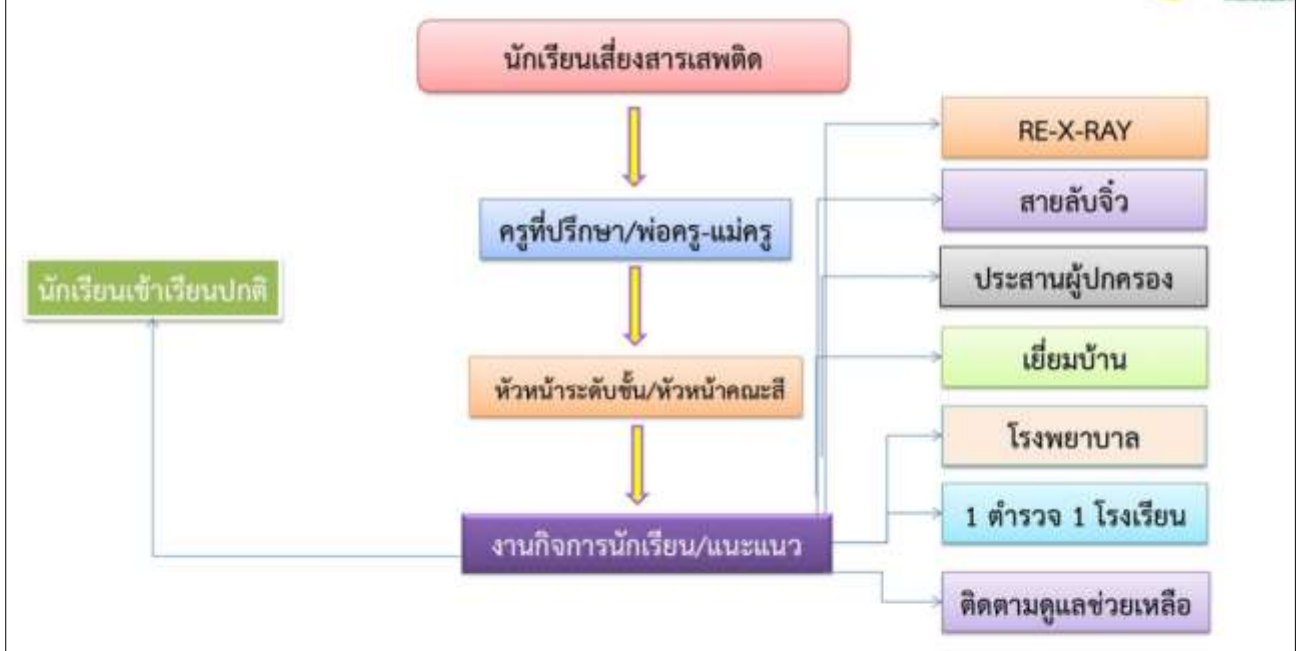 นักเรียนเสี่ยงสารเสพติด
RE-X-RAY
สายลับจิ๋ว
ครูที่ปรึกษา/พ่อครู-แม่ครู
ประสานผู้ปกครอง
นักเรียนเข้าเรียนปกติ
เยี่ยมบ้าน
หัวหน้าระดับชั้น/หัวหน้าคณะสี
โรงพยาบาล
1 ตำรวจ 1 โรงเรียน
งานกิจการนักเรียน/แนะแนว
ติดตามดูแลช่วยเหลือ